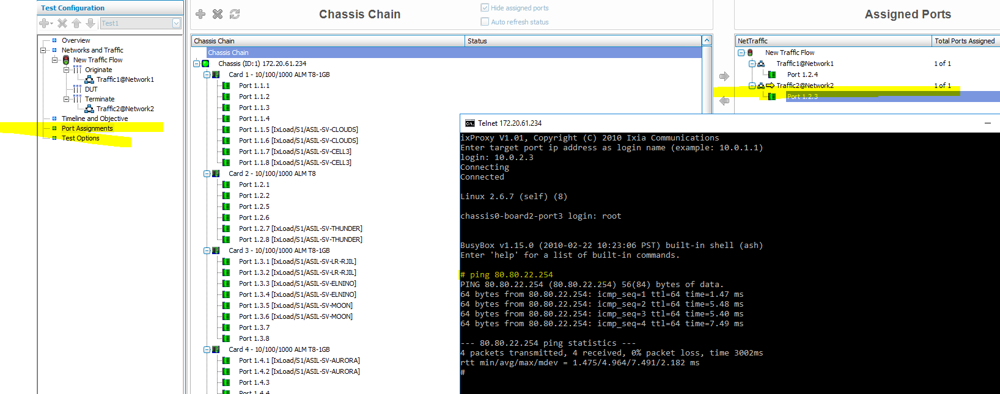 Test Configuration
Test1
Overview
Networks and Traffic
New Traffic Flow
Originate
Traffic1@Network1
DUT
Terminate
Traffic2@Network2
Timeline and Objective
Port Assignments
Test Options
Chassis Chain
Hide assigned ports
Auto refresh status
Chassis Chain Status
Chassis Chain
Chassis (ID:1) 172.20.61.234
Card 1 - 10/100/1000 ALM T8-1GB
Port 1.1.1
Port 1.1.2
Port 1.1.3
Port 1.1.4
Port 1.1.5 [IxLoad/S1/ASIL-SV-CLOUDS]
Port 1.1.6 [IxLoad/S1/ASIL-SV-CLOUDS]
Port 1.1.7 [IxLoad/S1/ASIL-SV-CELL3]
Port 1.1.8 [IxLoad/S1/ASIL-SV-CELL3]
Card 2 - 10/100/1000 ALM T8
Port 1.2.1
Port 1.2.2
Port 1.2.5
Port 1.2.6
Port 1.2.7 [IxLoad/S1/ASIL-SV-THUNDER]
Port 1.2.8 [IxLoad/S1/ASIL-SV-THUNDER]
Card 3 - 10/100/1000 ALM T8-1GB
Port 1.3.1 [IxLoad/S1/ASIL-SV-LR-RJIL]
Port 1.3.2 [IxLoad/S1/ASIL-SV-LR-RJIL]
Port 1.3.3 [IxLoad/S1/ASIL-SV-ELNINO]
Port 1.3.4 [IxLoad/S1/ASIL-SV-ELNINO]
Port 1.3.5 [IxLoad/S1/ASIL-SV-MOON]
Port 1.3.6 [IxLoad/S1/ASIL-SV-MOON]
Port 1.3.7
Port 1.3.8
Card 4 - 10/100/1000 ALM T8-1GB
Port 1.4.1 [IxLoad/S1/ASIL-SV-AURORA]
Port 1.4.2 [IxLoad/S1/ASIL-SV-AURORA]
Port 1.4.3
Port 1.4.4
Assigned Ports
NetTraffic Total Ports Assigned
New Traffic Flow
Traffic1@Network1 1 of 1
Port 1.2.4
Traffic2@Network2 1 of 1
Port 1.2.3
Telnet 172.20.61.234
ixProxy V1.01, Copyright (C) 2010 Ixia Communications
Enter target port ip address as login name (example: 10.0.1.1)
login: 10.0.2.3
Connecting
Connected
Linux 2.6.7 (self) (8)
chassis0-board2-port3 login: root
BusyBox v1.15.0 (2010-02-22 10:23:06 PST) built-in shell (ash)
Enter 'help' for a list of built-in commands.
# ping 80.80.22.254
PING 80.80.22.254 (80.80.22.254) 56(84) bytes of data.
64 bytes from 80.80.22.254: icmp_seq=1 ttl=64 time=1.47 ms
64 bytes from 80.80.22.254: icmp_seq=2 ttl=64 time=5.48 ms
64 bytes from 80.80.22.254: icmp_seq=3 ttl=64 time=5.40 ms
64 bytes from 80.80.22.254: icmp_seq=4 ttl=64 time=7.49 ms
--- 80.80.22.254 ping statistics ---
4 packets transmitted, 4 received, 0% packet loss, time 3002ms
rtt min/avg/max/mdev = 1.475/4.964/7.491/2.182 ms
#